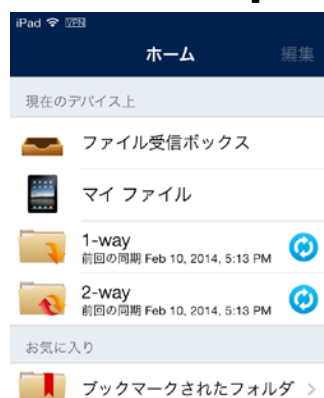 iPad VPN
ホーム
編集
現在のデバイス上
ファイル受信ボックス
マイ ファイル
1-way
前回の同期 Feb 10, 2014, 5:13 PM
2-way
前回の同期 Feb 10, 2014, 5:13 PM
お気に入り
ブックマークされたフォルダ